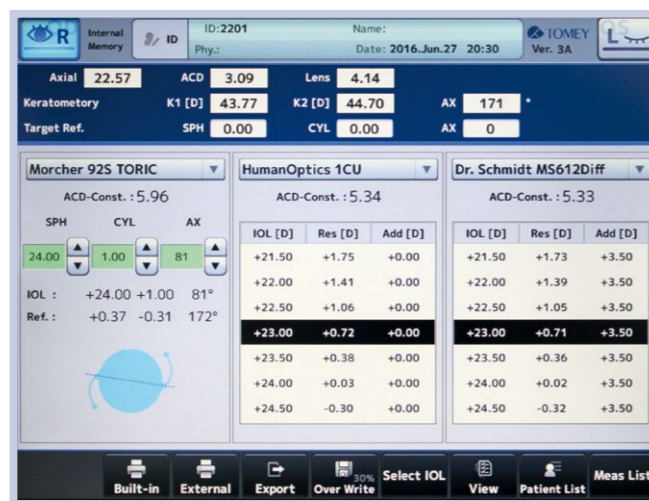 OD R Internal Memory ID ID:2201 Name: TOMEY OS L
Phy.: Date: 2016.Jun.27 20:30 Ver. 3A
Axial 22.57 ACD 3.09 Lens 4.14
Keratometory K1 [D] 43.77 K2 [D] 44.70 AX 171 °
Target Ref. SPH 0.00 CYL 0.00 AX 0
Morcher 92S TORIC
ACD-Const. : 5.96
SPH CYL AX
24.00 1.00 81
IOL : +24.00 +1.00 81°
Ref. : +0.37 -0.31 172°
HumanOptics 1CU
ACD-Const. : 5.34
IOL [D] Res [D] Add [D]
+21.50 +1.75 +0.00
+22.00 +1.41 +0.00
+22.50 +1.06 +0.00
+23.00 +0.72 +0.00
+23.50 +0.38 +0.00
+24.00 +0.03 +0.00
+24.50 -0.30 +0.00
Dr. Schmidt MS612Diff
ACD-Const. : 5.33
IOL [D] Res [D] Add [D]
+21.50 +1.73 +3.50
+22.00 +1.39 +3.50
+22.50 +1.05 +3.50
+23.00 +0.71 +3.50
+23.50 +0.36 +3.50
+24.00 +0.02 +3.50
+24.50 -0.32 +3.50
Built-in External Export 30% Over Write Select IOL View Patient List Meas List